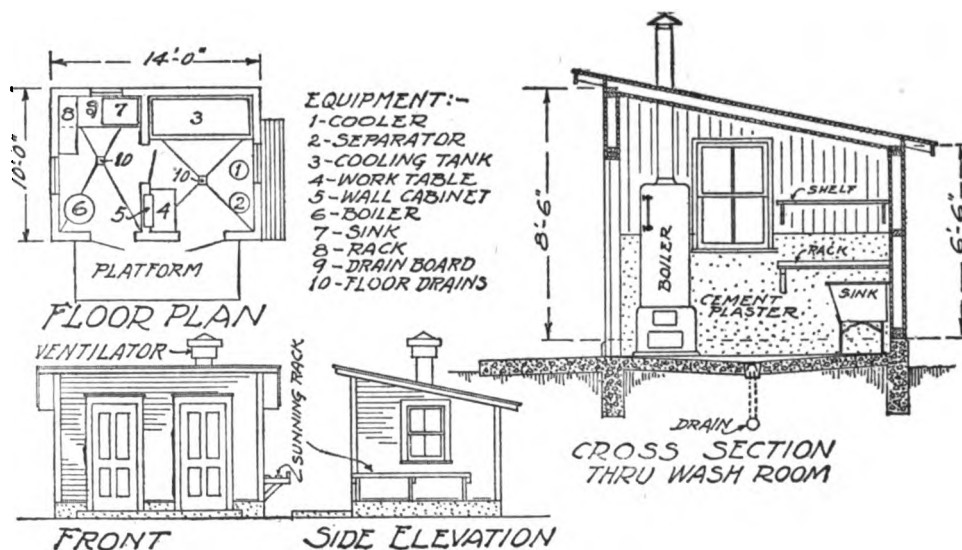 14'-0"
10'-0"
8
9
7
3
10
10
1
2
6
5
4
PLATFORM
FLOOR PLAN
EQUIPMENT:-
1-COOLER
2-SEPARATOR
3-COOLING TANK
4-WORK TABLE
5-WALL CABINET
6-BOILER
7-SINK
8-RACK
9-DRAIN BOARD
10-FLOOR DRAINS
8'-6"
6'-6"
SHELF
RACK
SINK
BOILER
CEMENT
PLASTER
DRAIN
CROSS SECTION
THRU WASH ROOM
VENTILATOR
SUNNING RACK
FRONT
SIDE ELEVATION